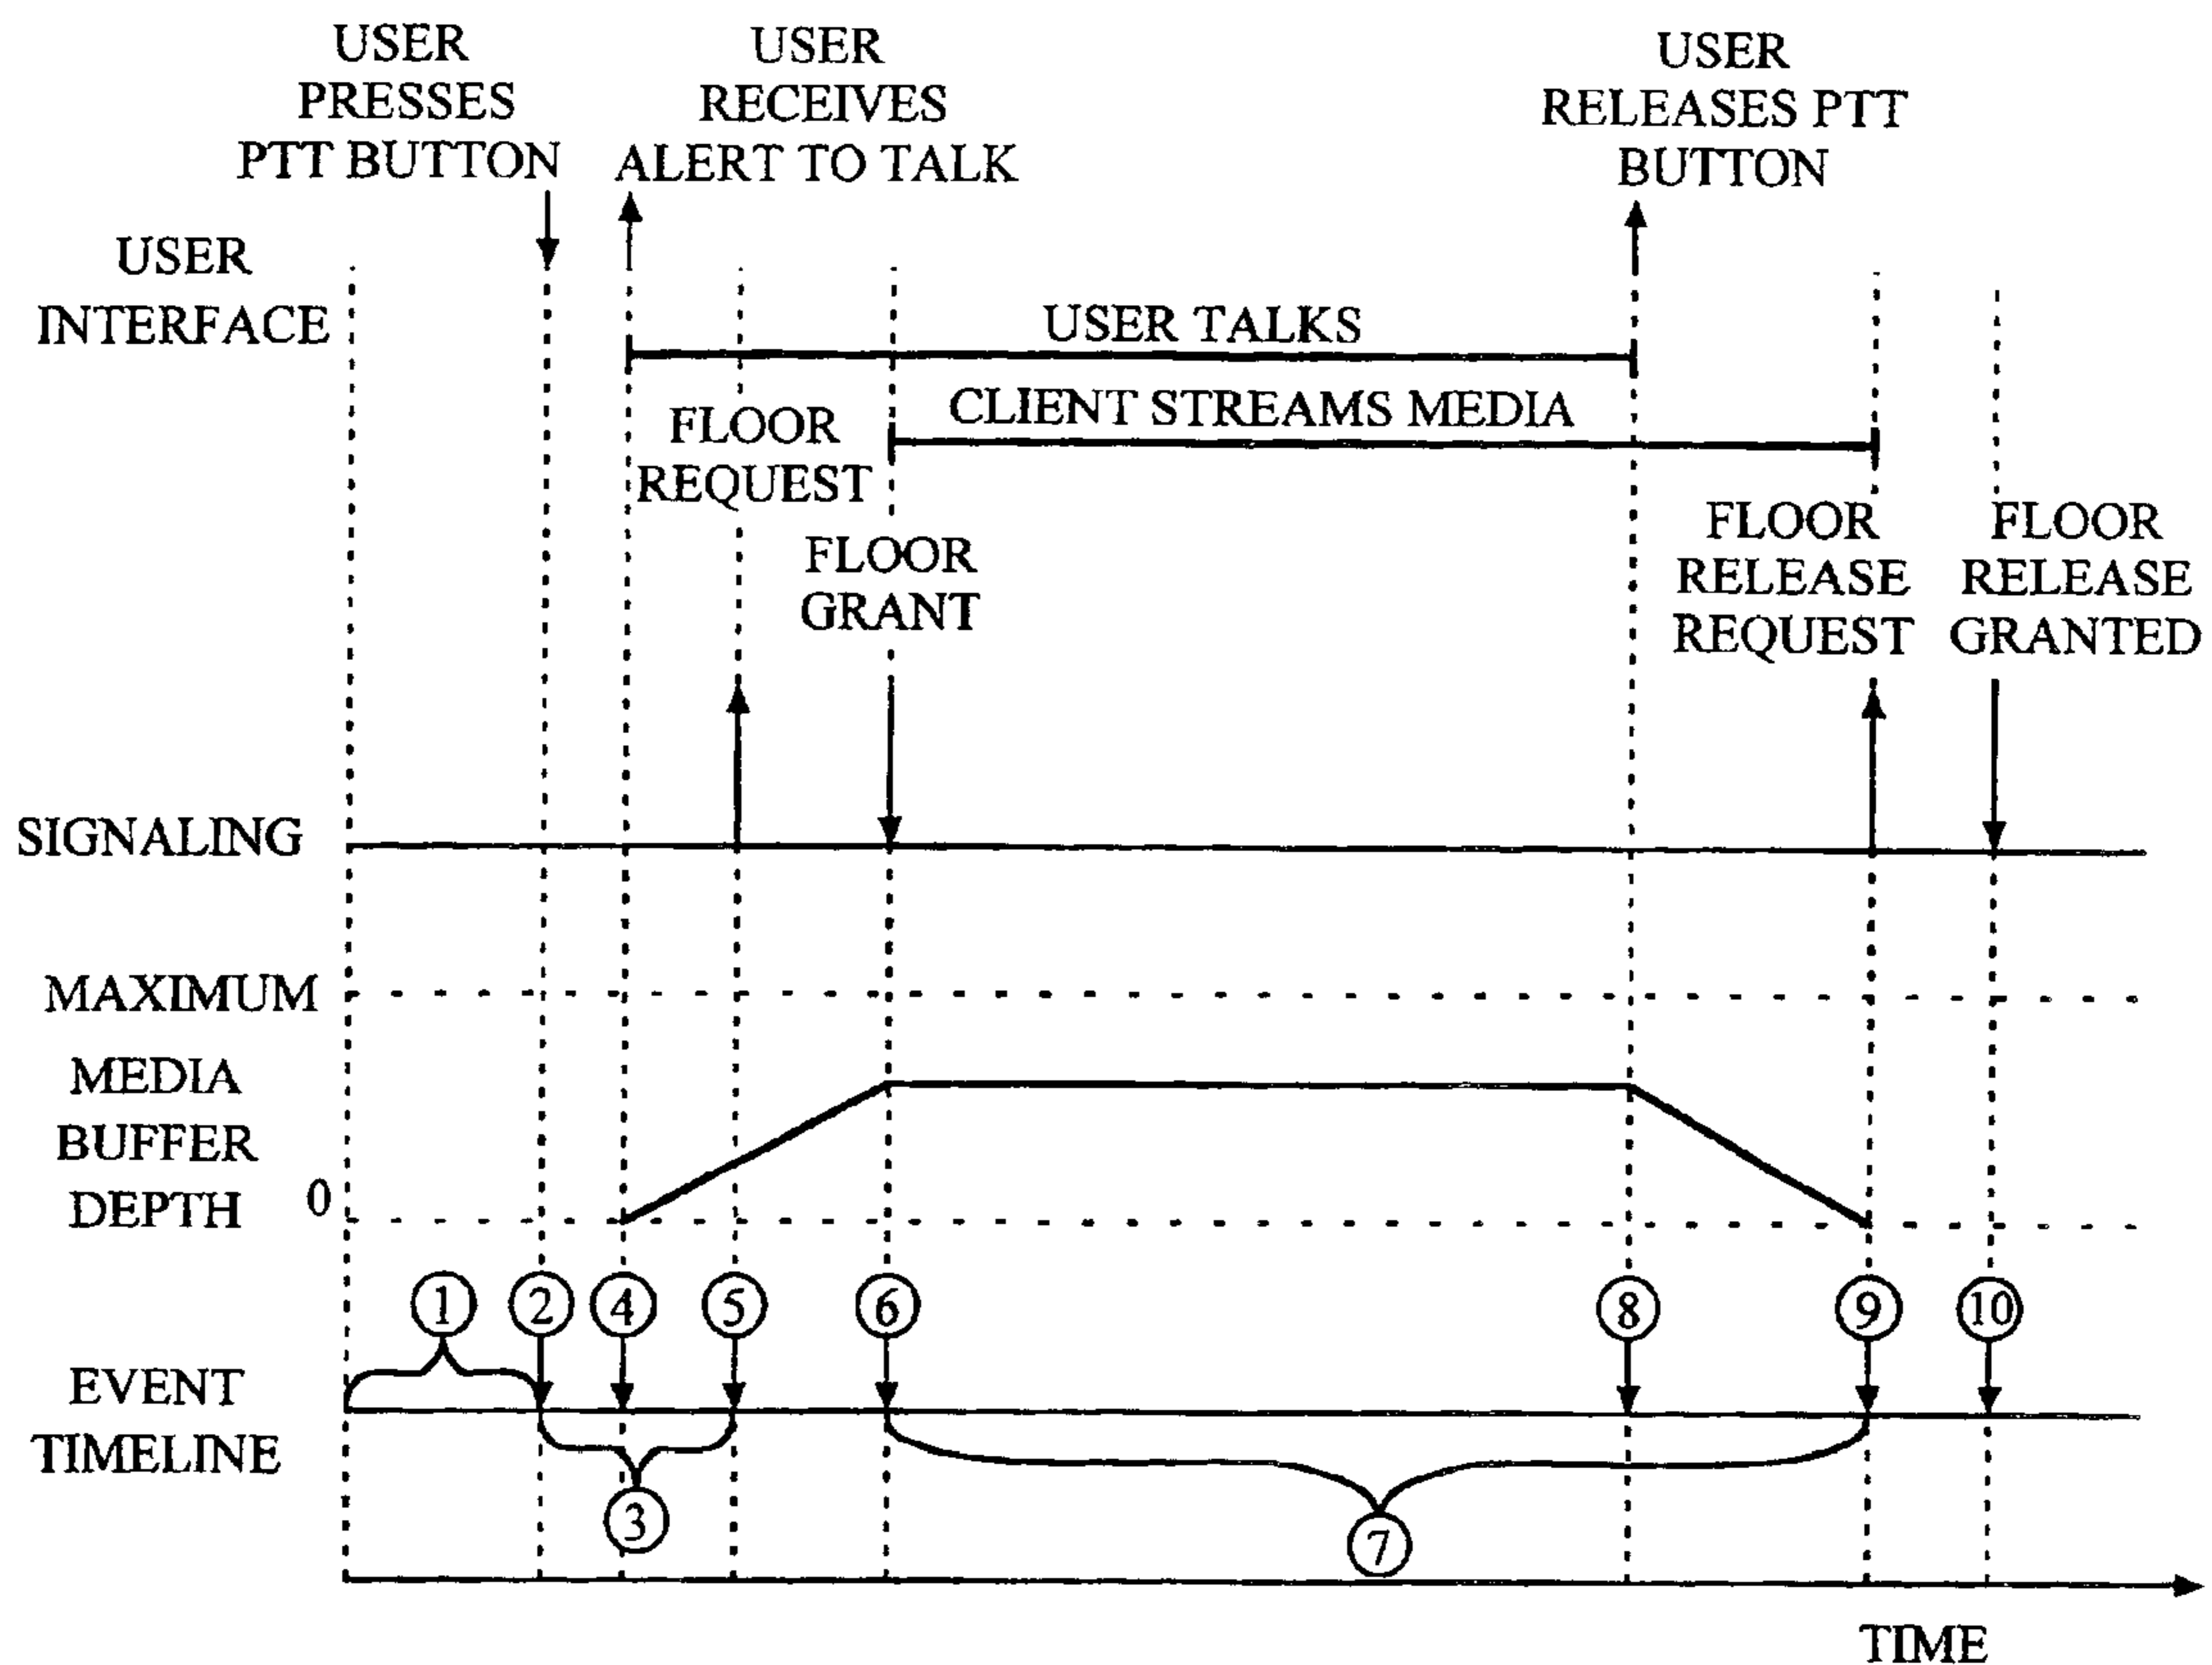 USER
PRESSES
PTT BUTTON
USER
RECEIVES
ALERT TO TALK
USER
RELEASES PTT
BUTTON
USER
INTERFACE
USER TALKS
CLIENT STREAMS MEDIA
FLOOR
REQUEST
FLOOR
GRANT
FLOOR
RELEASE
REQUEST
FLOOR
RELEASE
GRANTED
SIGNALING
MAXIMUM
MEDIA
BUFFER
DEPTH
0
1
2
4
5
6
8
9
10
EVENT
TIMELINE
3
7
TIME